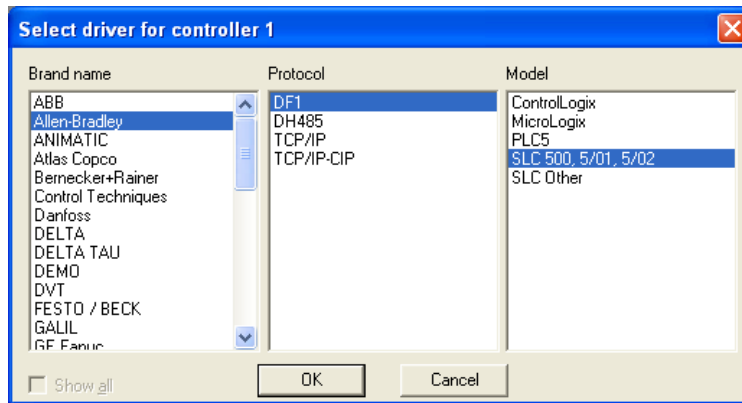 Select driver for controller 1
Brand name
ABB
Allen-Bradley
ANIMATIC
Atlas Copco
Bernecker+Rainer
Control Techniques
Danfoss
DELTA
DELTA TAU
DEMO
DVT
FESTO / BECK
GALIL
GE Fanuc
Protocol
DF1
DH485
TCP/IP
TCP/IP-CIP
Model
ControlLogix
MicroLogix
PLC5
SLC 500, 5/01, 5/02
SLC Other
Show all
OK
Cancel